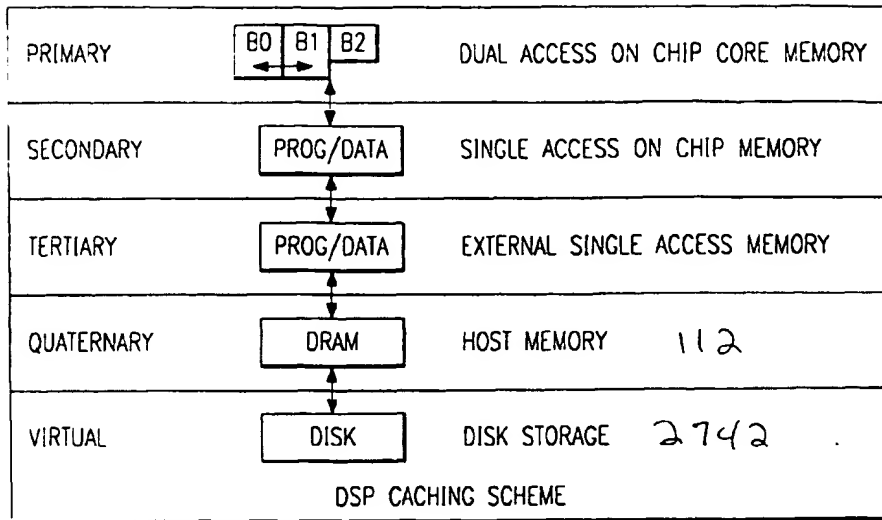 PRIMARY B0 B1 B2 DUAL ACCESS ON CHIP CORE MEMORY
SECONDARY PROG/DATA SINGLE ACCESS ON CHIP MEMORY
TERTIARY PROG/DATA EXTERNAL SINGLE ACCESS MEMORY
QUATERNARY DRAM HOST MEMORY 112
VIRTUAL DISK DISK STORAGE 2742
DSP CACHING SCHEME